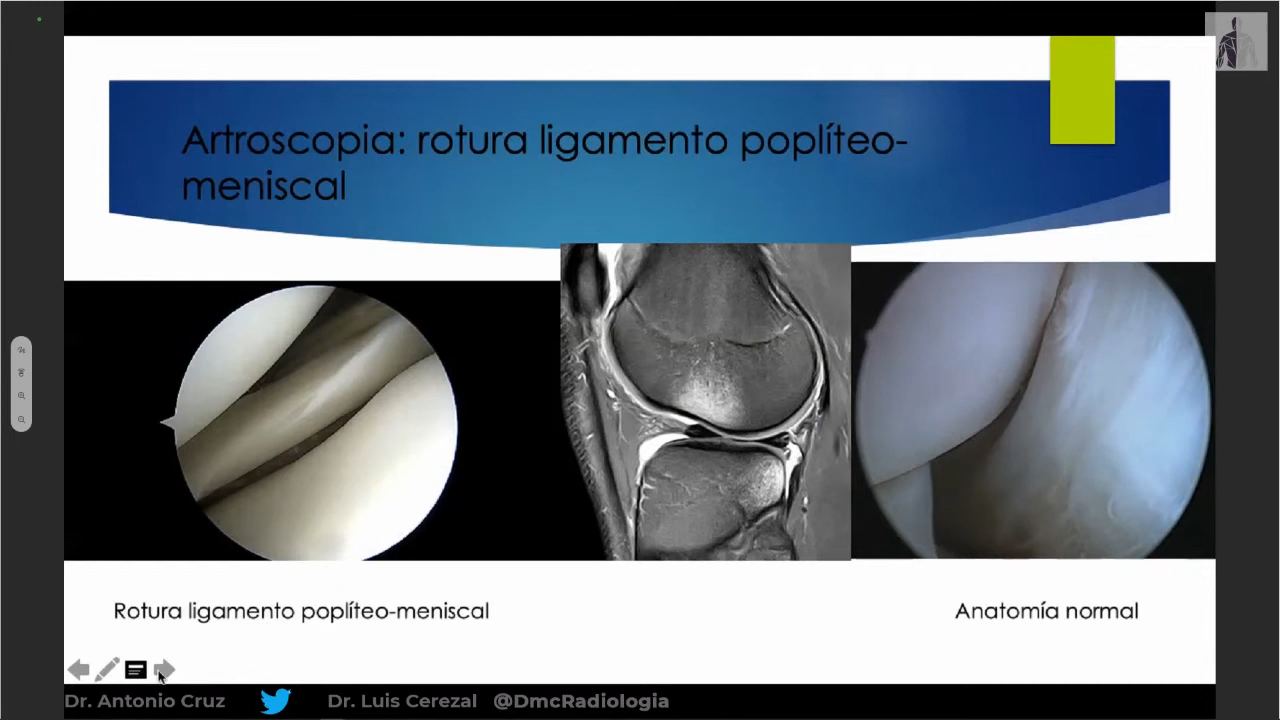 Artroscopia: rotura ligamento poplíteo-
meniscal
Rotura ligamento poplíteo-meniscal
Anatomía normal
Dr. Antonio Cruz
Dr. Luis Cerezal @DmcRadiologia